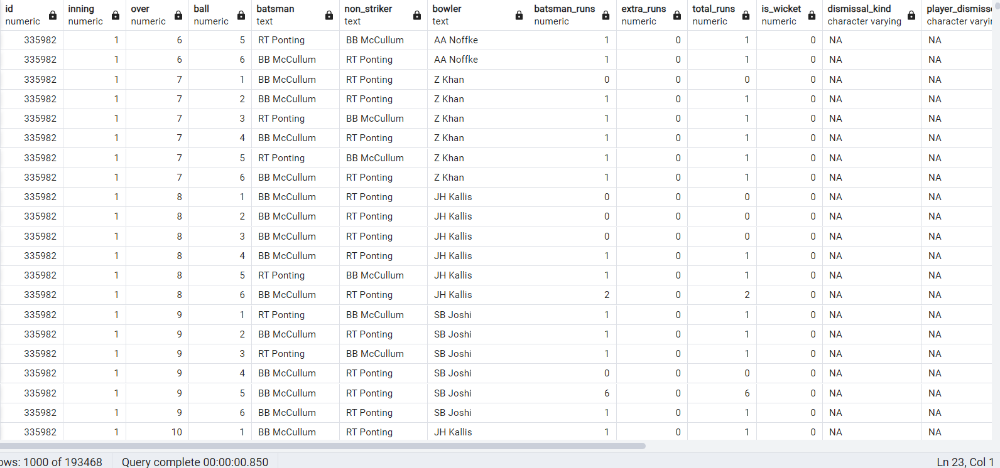 id inning over ball batsman non_striker bowler batsman_runs extra_runs total_runs is_wicket dismissal_kind player_dismiss
numeric numeric numeric numeric text text text numeric numeric numeric numeric character varying character varyin
335982 1 6 5 RT Ponting BB McCullum AA Noffke 1 0 1 0 NA NA
335982 1 6 6 BB McCullum RT Ponting AA Noffke 1 0 1 0 NA NA
335982 1 7 1 BB McCullum RT Ponting Z Khan 0 0 0 0 NA NA
335982 1 7 2 BB McCullum RT Ponting Z Khan 1 0 1 0 NA NA
335982 1 7 3 RT Ponting BB McCullum Z Khan 1 0 1 0 NA NA
335982 1 7 4 BB McCullum RT Ponting Z Khan 1 0 1 0 NA NA
335982 1 7 5 RT Ponting BB McCullum Z Khan 1 0 1 0 NA NA
335982 1 7 6 BB McCullum RT Ponting Z Khan 1 0 1 0 NA NA
335982 1 8 1 BB McCullum RT Ponting JH Kallis 0 0 0 0 NA NA
335982 1 8 2 BB McCullum RT Ponting JH Kallis 0 0 0 0 NA NA
335982 1 8 3 BB McCullum RT Ponting JH Kallis 0 0 0 0 NA NA
335982 1 8 4 BB McCullum RT Ponting JH Kallis 1 0 1 0 NA NA
335982 1 8 5 RT Ponting BB McCullum JH Kallis 1 0 1 0 NA NA
335982 1 8 6 BB McCullum RT Ponting JH Kallis 2 0 2 0 NA NA
335982 1 9 1 RT Ponting BB McCullum SB Joshi 1 0 1 0 NA NA
335982 1 9 2 BB McCullum RT Ponting SB Joshi 1 0 1 0 NA NA
335982 1 9 3 RT Ponting BB McCullum SB Joshi 1 0 1 0 NA NA
335982 1 9 4 BB McCullum RT Ponting SB Joshi 0 0 0 0 NA NA
335982 1 9 5 BB McCullum RT Ponting SB Joshi 6 0 6 0 NA NA
335982 1 9 6 BB McCullum RT Ponting SB Joshi 1 0 1 0 NA NA
335982 1 10 1 BB McCullum RT Ponting JH Kallis 1 0 1 0 NA NA
ows: 1000 of 193468 Query complete 00:00:00.850 Ln 23, Col 1